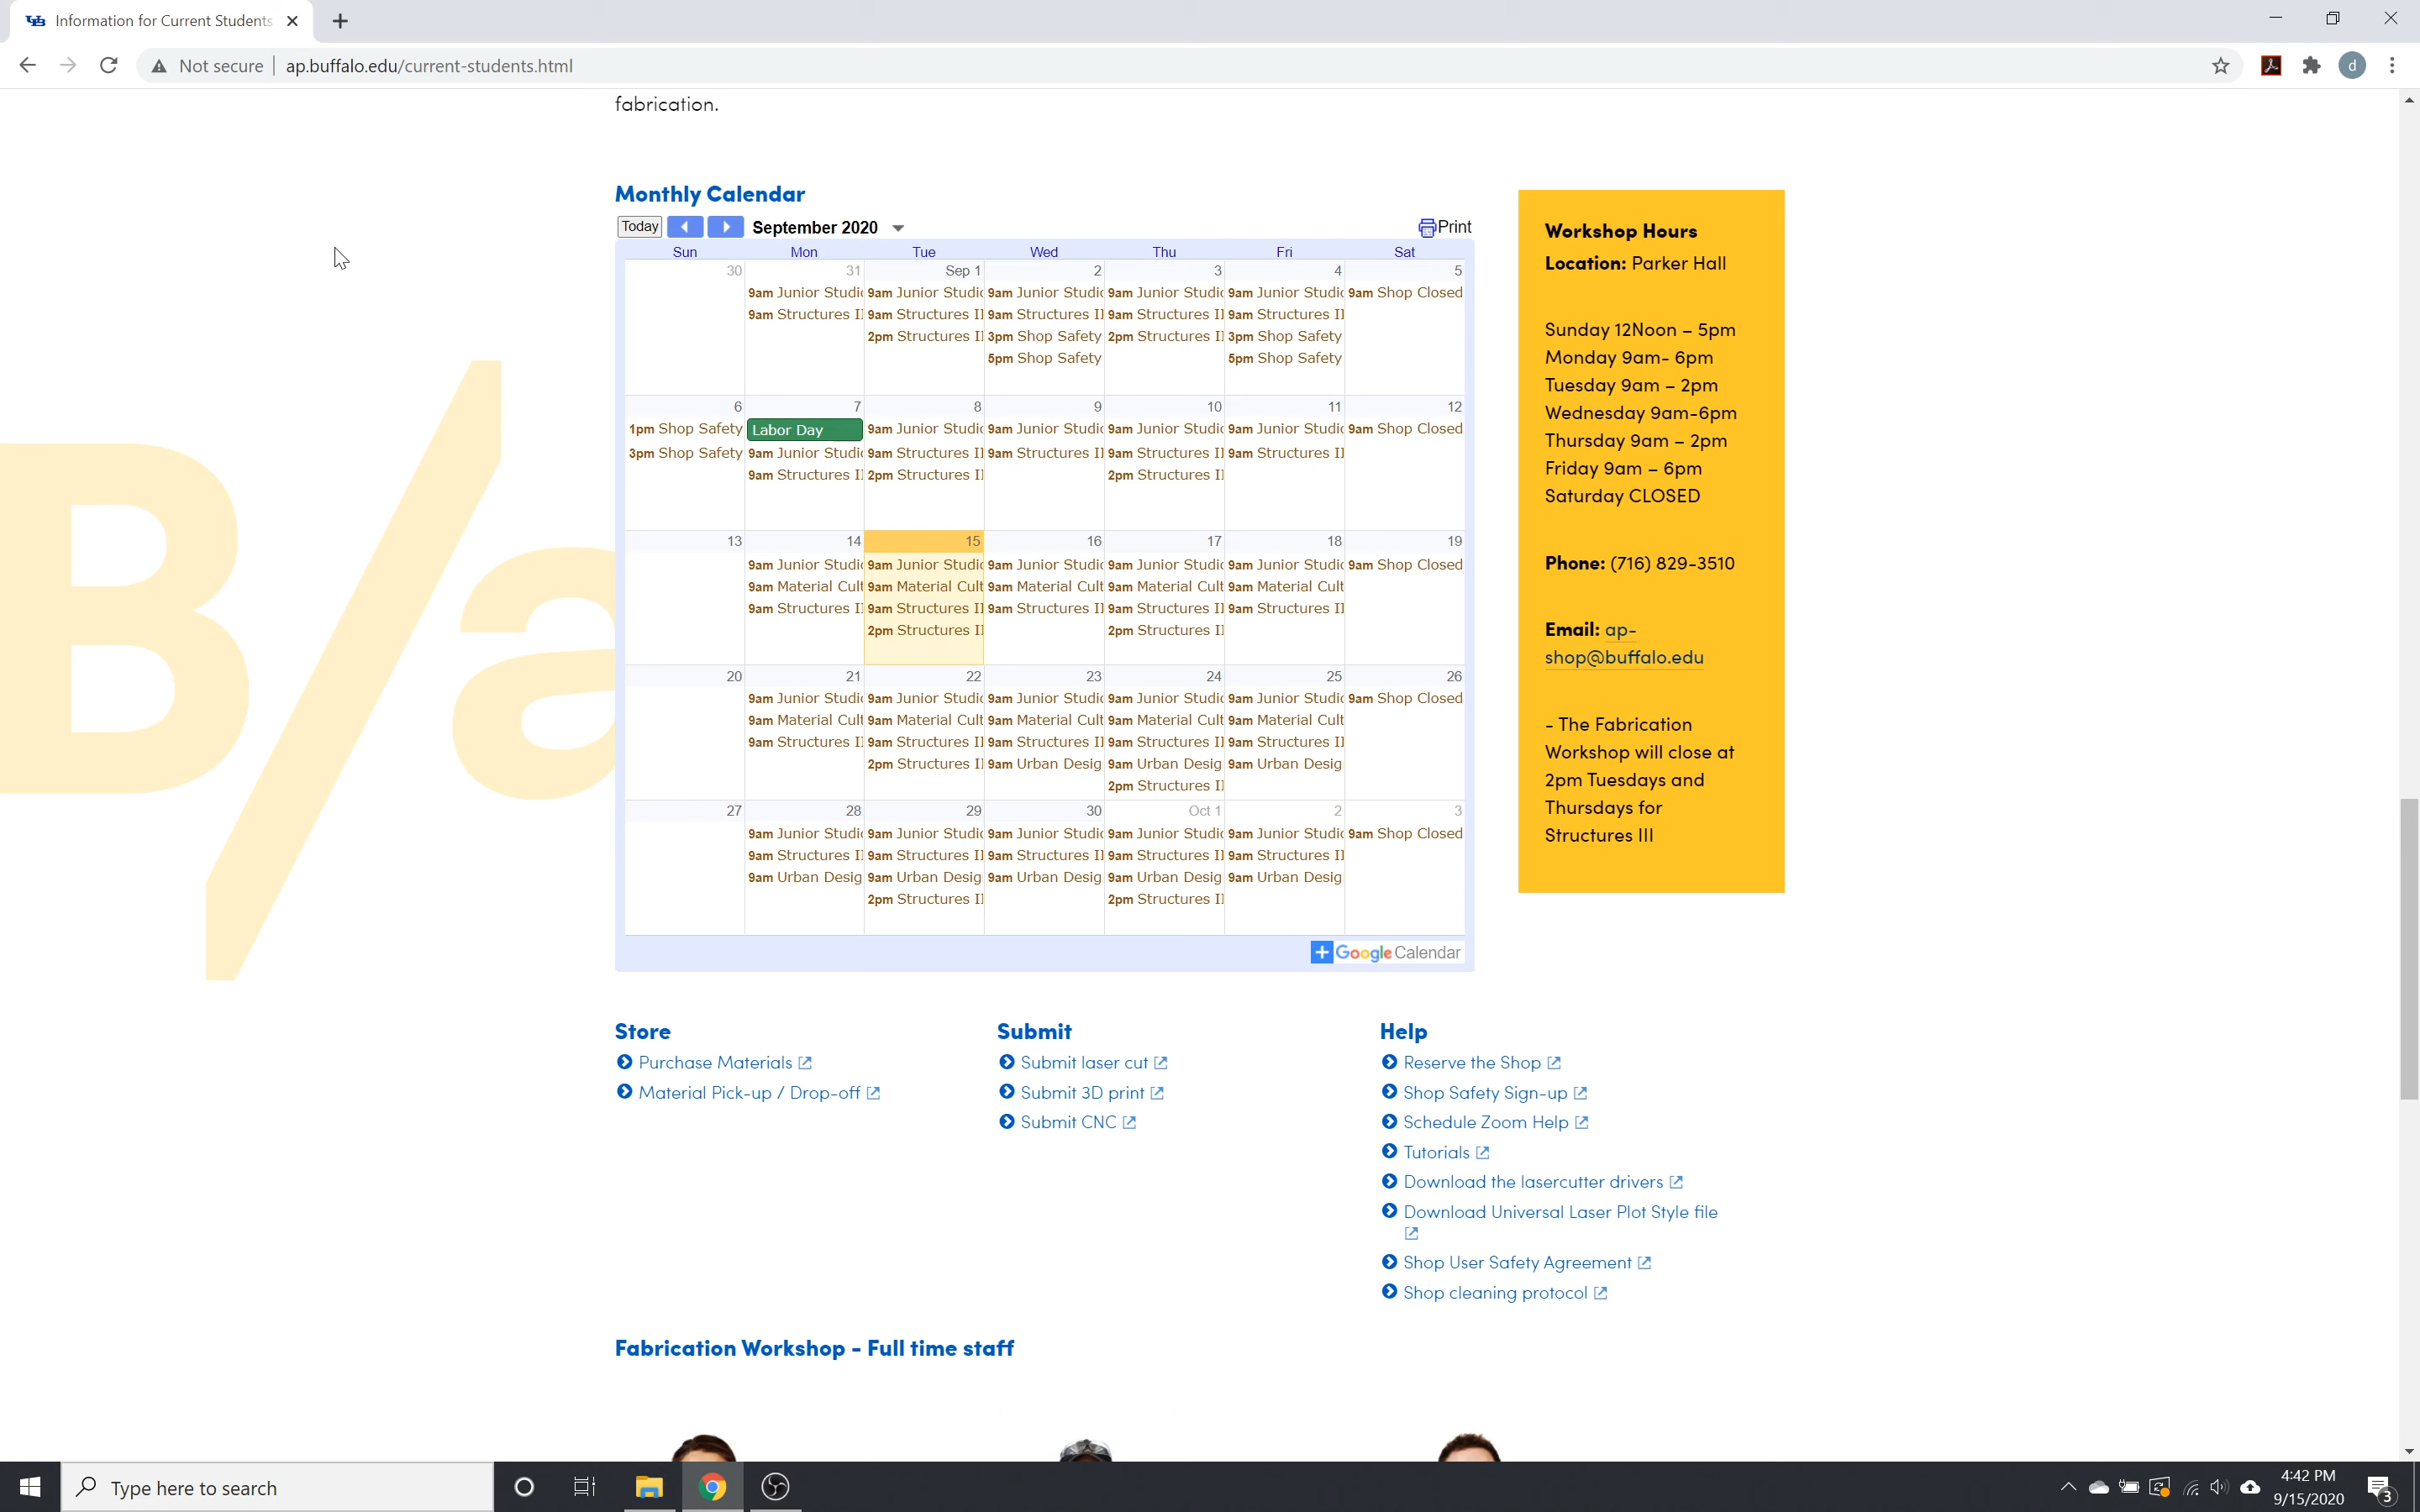 Information for Current Students
Not secure
ap.buffalo.edu/current-students.html
d
fabrication.
Monthly Calendar
Today
September 2020
Print
Sun Mon Tue Wed Thu Fri Sat
30 31 Sep 1 2 3 4 5
9am Junior Studi 9am Junior Studi 9am Junior Studi 9am Junior Studi 9am Junior Studi 9am Shop Closed
9am Structures II 9am Structures II 9am Structures II 9am Structures II 9am Structures II
2pm Structures II 3pm Shop Safety 2pm Structures II 3pm Shop Safety
5pm Shop Safety 5pm Shop Safety
6 7 8 9 10 11 12
1pm Shop Safety Labor Day 9am Junior Studi 9am Junior Studi 9am Junior Studi 9am Junior Studi 9am Shop Closed
3pm Shop Safety 9am Junior Studi 9am Structures II 9am Structures II 9am Structures II 9am Structures II
9am Structures II 2pm Structures II 2pm Structures II
13 14 15 16 17 18 19
9am Junior Studi 9am Junior Studi 9am Junior Studi 9am Junior Studi 9am Junior Studi 9am Shop Closed
9am Material Cult 9am Material Cult 9am Material Cult 9am Material Cult 9am Material Cult
9am Structures II 9am Structures II 9am Structures II 9am Structures II 9am Structures II
2pm Structures II 2pm Structures II
20 21 22 23 24 25 26
9am Junior Studi 9am Junior Studi 9am Junior Studi 9am Junior Studi 9am Junior Studi 9am Shop Closed
9am Material Cult 9am Material Cult 9am Material Cult 9am Material Cult 9am Material Cult
9am Structures II 9am Structures II 9am Structures II 9am Structures II 9am Structures II
2pm Structures II 9am Urban Desig 9am Urban Desig 9am Urban Desig
2pm Structures II
27 28 29 30 Oct 1 2 3
9am Junior Studi 9am Junior Studi 9am Junior Studi 9am Junior Studi 9am Junior Studi 9am Shop Closed
9am Structures II 9am Structures II 9am Structures II 9am Structures II 9am Structures II
9am Urban Desig 9am Urban Desig 9am Urban Desig 9am Urban Desig 9am Urban Desig
2pm Structures II 2pm Structures II
Google Calendar
Workshop Hours
Location: Parker Hall
Sunday 12Noon – 5pm
Monday 9am- 6pm
Tuesday 9am – 2pm
Wednesday 9am-6pm
Thursday 9am – 2pm
Friday 9am – 6pm
Saturday CLOSED
Phone: (716) 829-3510
Email: ap-
shop@buffalo.edu
- The Fabrication
Workshop will close at
2pm Tuesdays and
Thursdays for
Structures III
B/a
Store
Purchase Materials
Material Pick-up / Drop-off
Submit
Submit laser cut
Submit 3D print
Submit CNC
Help
Reserve the Shop
Shop Safety Sign-up
Schedule Zoom Help
Tutorials
Download the lasercutter drivers
Download Universal Laser Plot Style file
Shop User Safety Agreement
Shop cleaning protocol
Fabrication Workshop - Full time staff
Type here to search
4:42 PM
9/15/2020
3